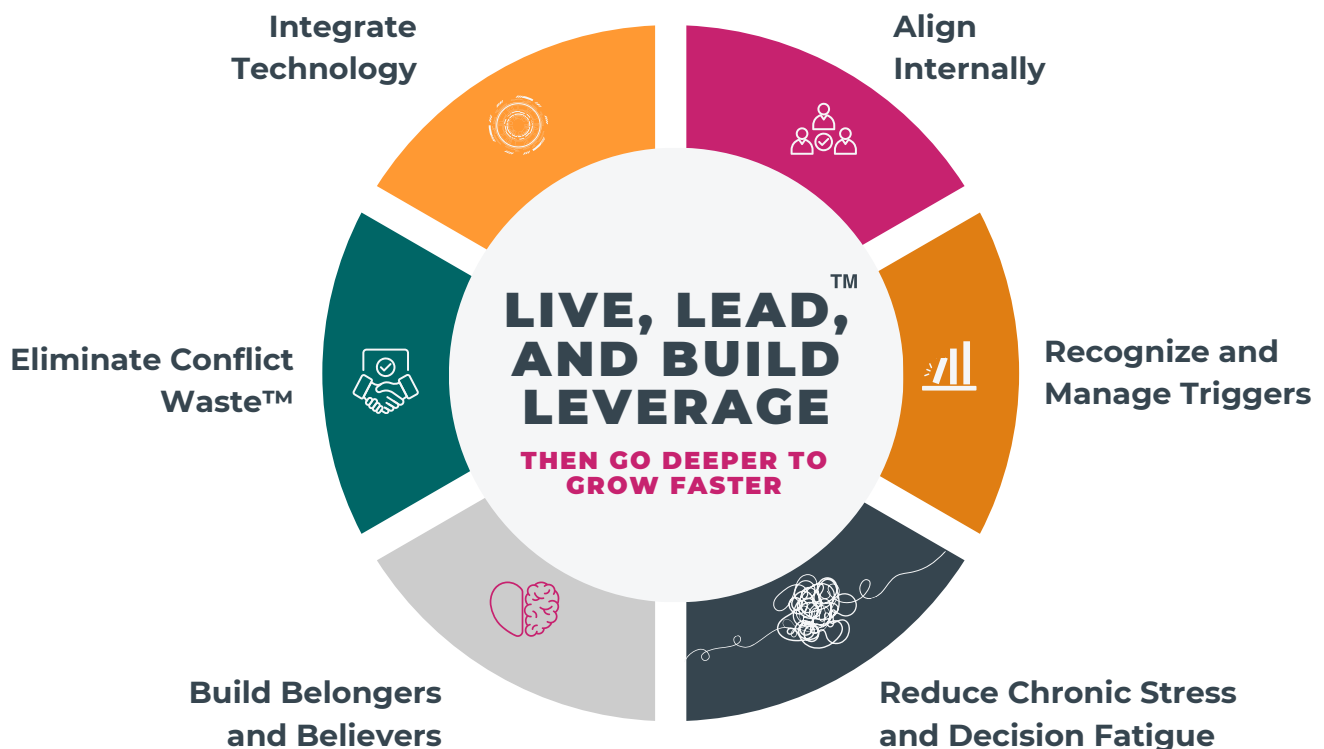 Integrate
Technology
Align
Internally
Eliminate Conflict
Waste™
LIVE, LEAD,™
AND BUILD
LEVERAGE
THEN GO DEEPER TO
GROW FASTER
Recognize and
Manage Triggers
Build Belongers
and Believers
Reduce Chronic Stress
and Decision Fatigue